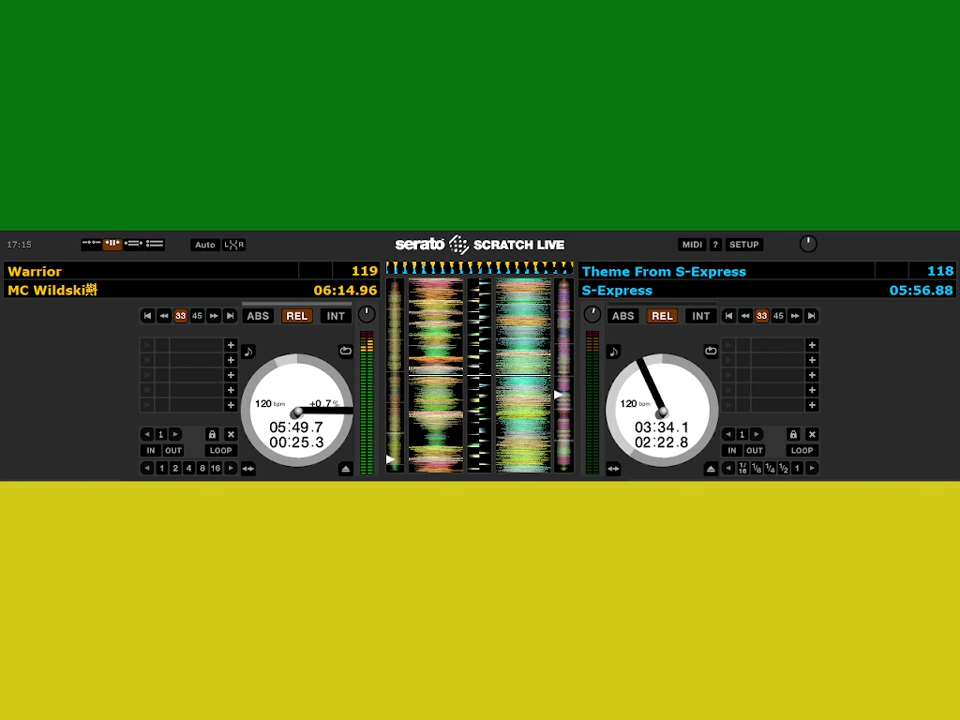 17:15
Auto
L R
serato SCRATCH LIVE
MIDI ? SETUP
Warrior 119
MC Wildski 06:14.96
Theme From S-Express 118
S-Express 05:56.88
33 45
ABS REL INT
120 bpm +0.7%
05:49.7
00:25.3
1
IN OUT LOOP
1 2 4 8 16
ABS REL INT
33 45
120 bpm
03:34.1
02:22.8
1
IN OUT LOOP
1/16 1/8 1/4 1/2 1